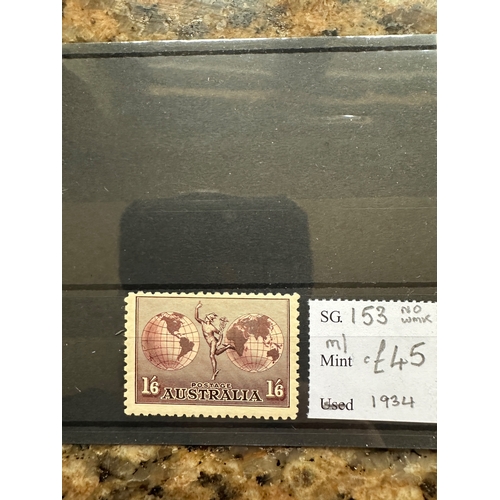 1/6 POSTAGE 1/6
AUSTRALIA
SG. 153 NO WMK
m/
Mint c £45
Used 1934